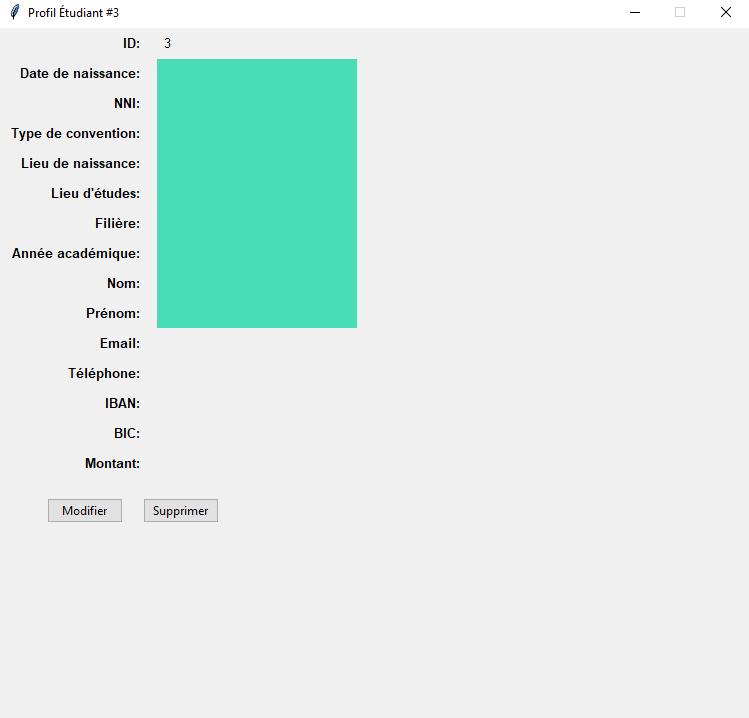 Profil Étudiant #3
ID: 3
Date de naissance:
NNI:
Type de convention:
Lieu de naissance:
Lieu d'études:
Filière:
Année académique:
Nom:
Prénom:
Email:
Téléphone:
IBAN:
BIC:
Montant:
Modifier Supprimer